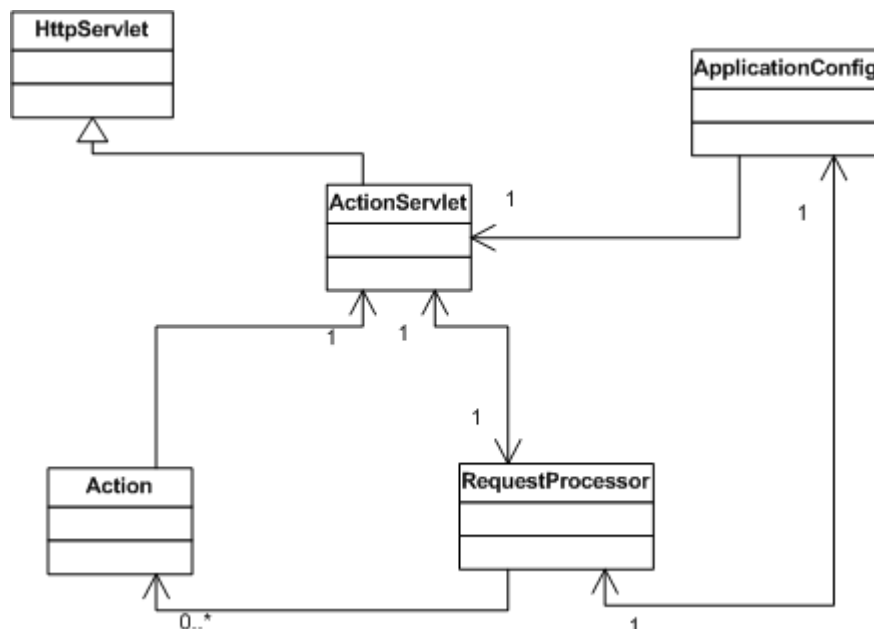 HttpServlet
ApplicationConfig
ActionServlet
1
1
1
1
1
Action
RequestProcessor
0..*
1